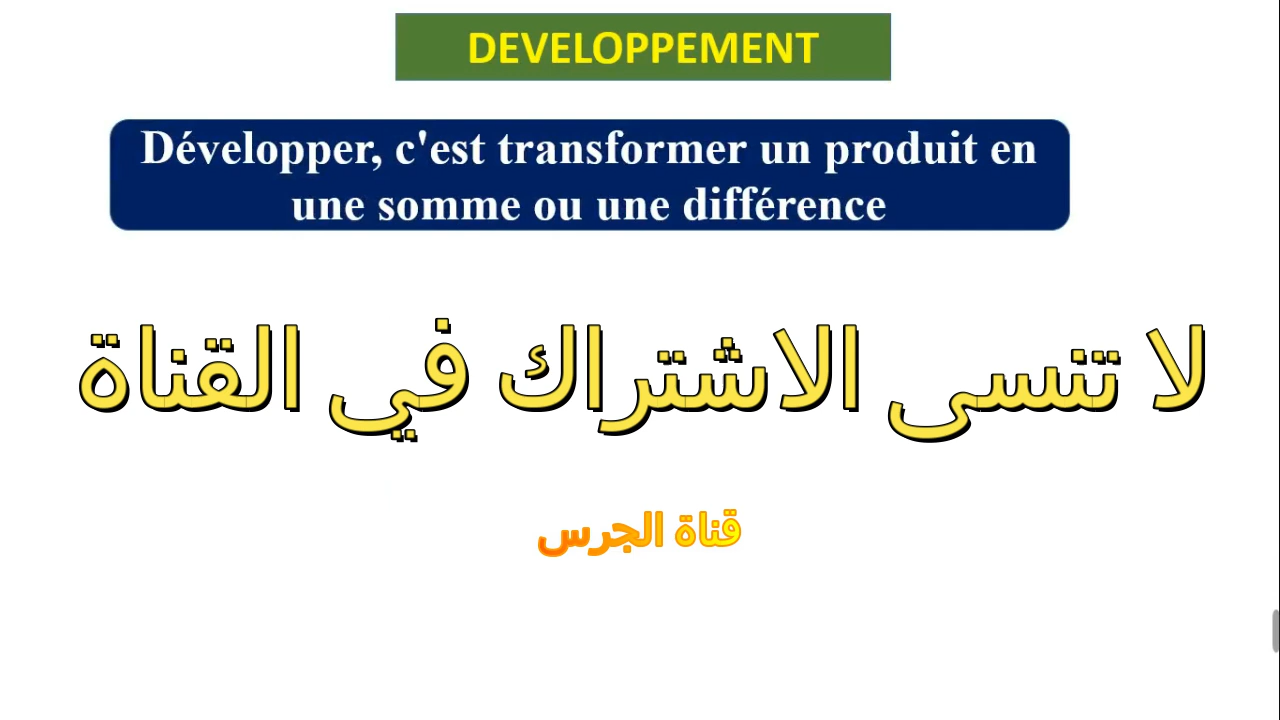 DEVELOPPEMENT
Développer, c'est transformer un produit en
une somme ou une différence
لا تنسى الاشتراك في القناة
قناة الجرس